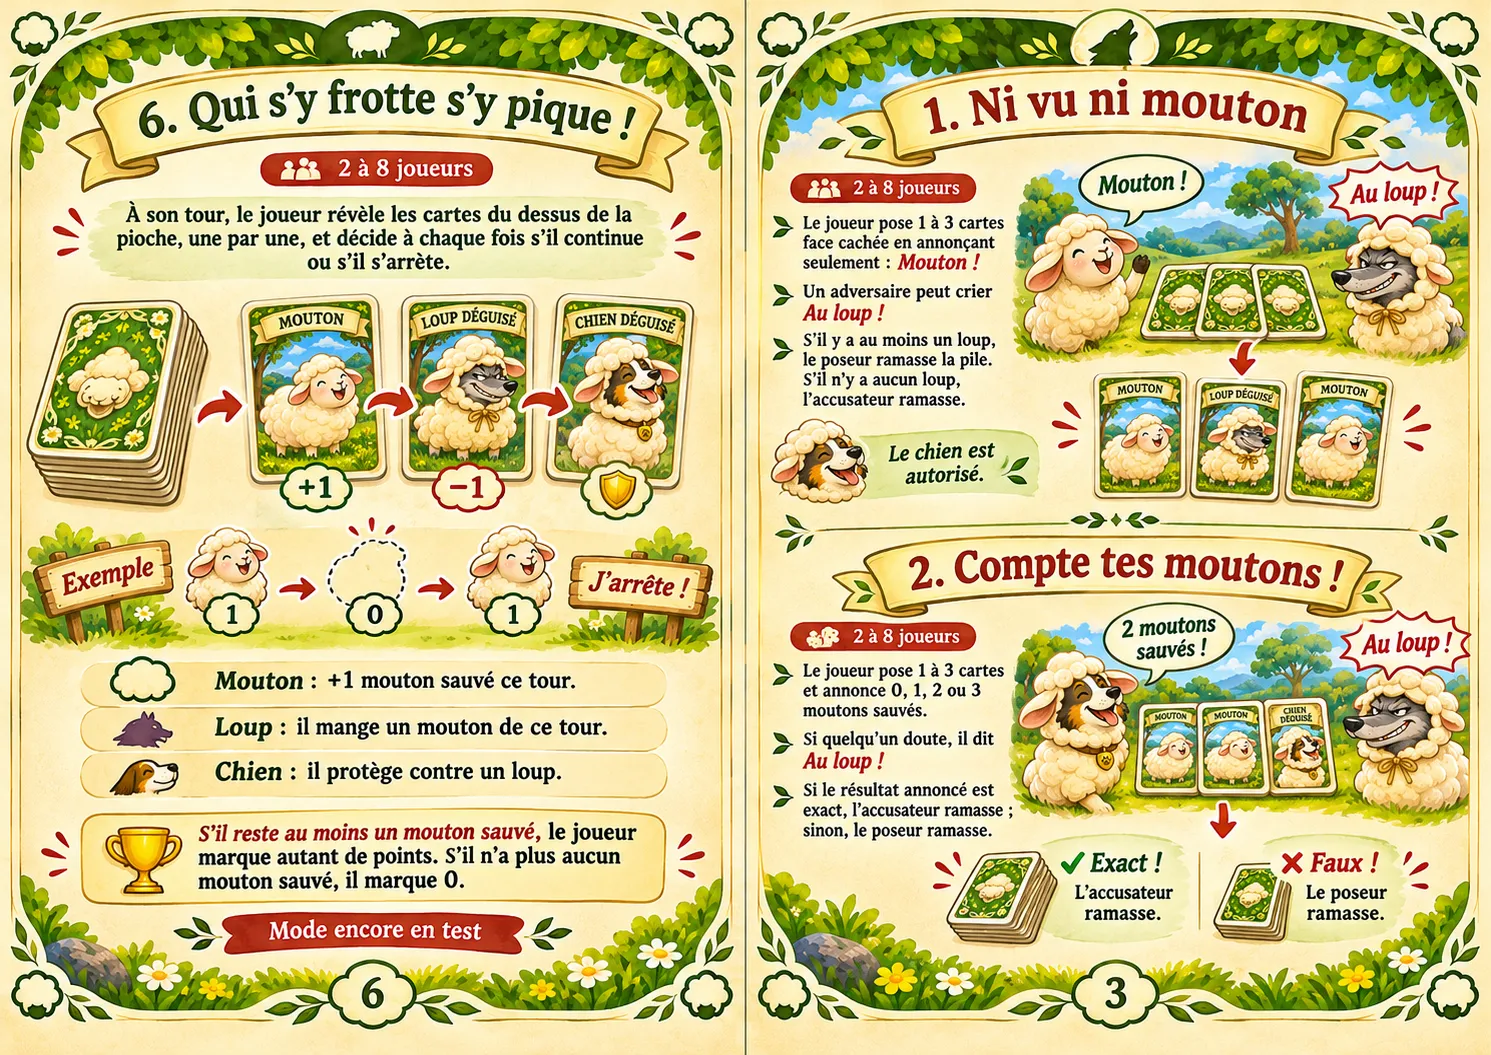 6. Qui s'y frotte s'y pique !
2 à 8 joueurs
À son tour, le joueur révèle les cartes du dessus de la
pioche, une par une, et décide à chaque fois s'il continue
ou s'il s'arrête.
MOUTON
LOUP DÉGUISÉ
CHIEN DÉGUISÉ
+1
−1
Exemple
1
0
1
J'arrête !
Mouton : +1 mouton sauvé ce tour.
Loup : il mange un mouton de ce tour.
Chien : il protège contre un loup.
S'il reste au moins un mouton sauvé, le joueur
marque autant de points. S'il n'a plus aucun
mouton sauvé, il marque 0.
Mode encore en test
6
1. Ni vu ni mouton
2 à 8 joueurs
Le joueur pose 1 à 3 cartes
face cachée en annonçant
seulement : Mouton !
Un adversaire peut crier
Au loup !
S'il y a au moins un loup,
le poseur ramasse la pile.
S'il n'y a aucun loup,
l'accusateur ramasse.
Le chien est
autorisé.
Mouton !
Au loup !
MOUTON
LOUP DÉGUISÉ
MOUTON
2. Compte tes moutons !
2 à 8 joueurs
Le joueur pose 1 à 3 cartes
et annonce 0, 1, 2 ou 3
moutons sauvés.
Si quelqu'un doute, il dit
Au loup !
Si le résultat annoncé est
exact, l'accusateur ramasse ;
sinon, le poseur ramasse.
2 moutons
sauvés !
Au loup !
MOUTON
MOUTON
CHIEN
DÉGUISÉ
Exact !
L'accusateur
ramasse.
Faux !
Le poseur
ramasse.
3